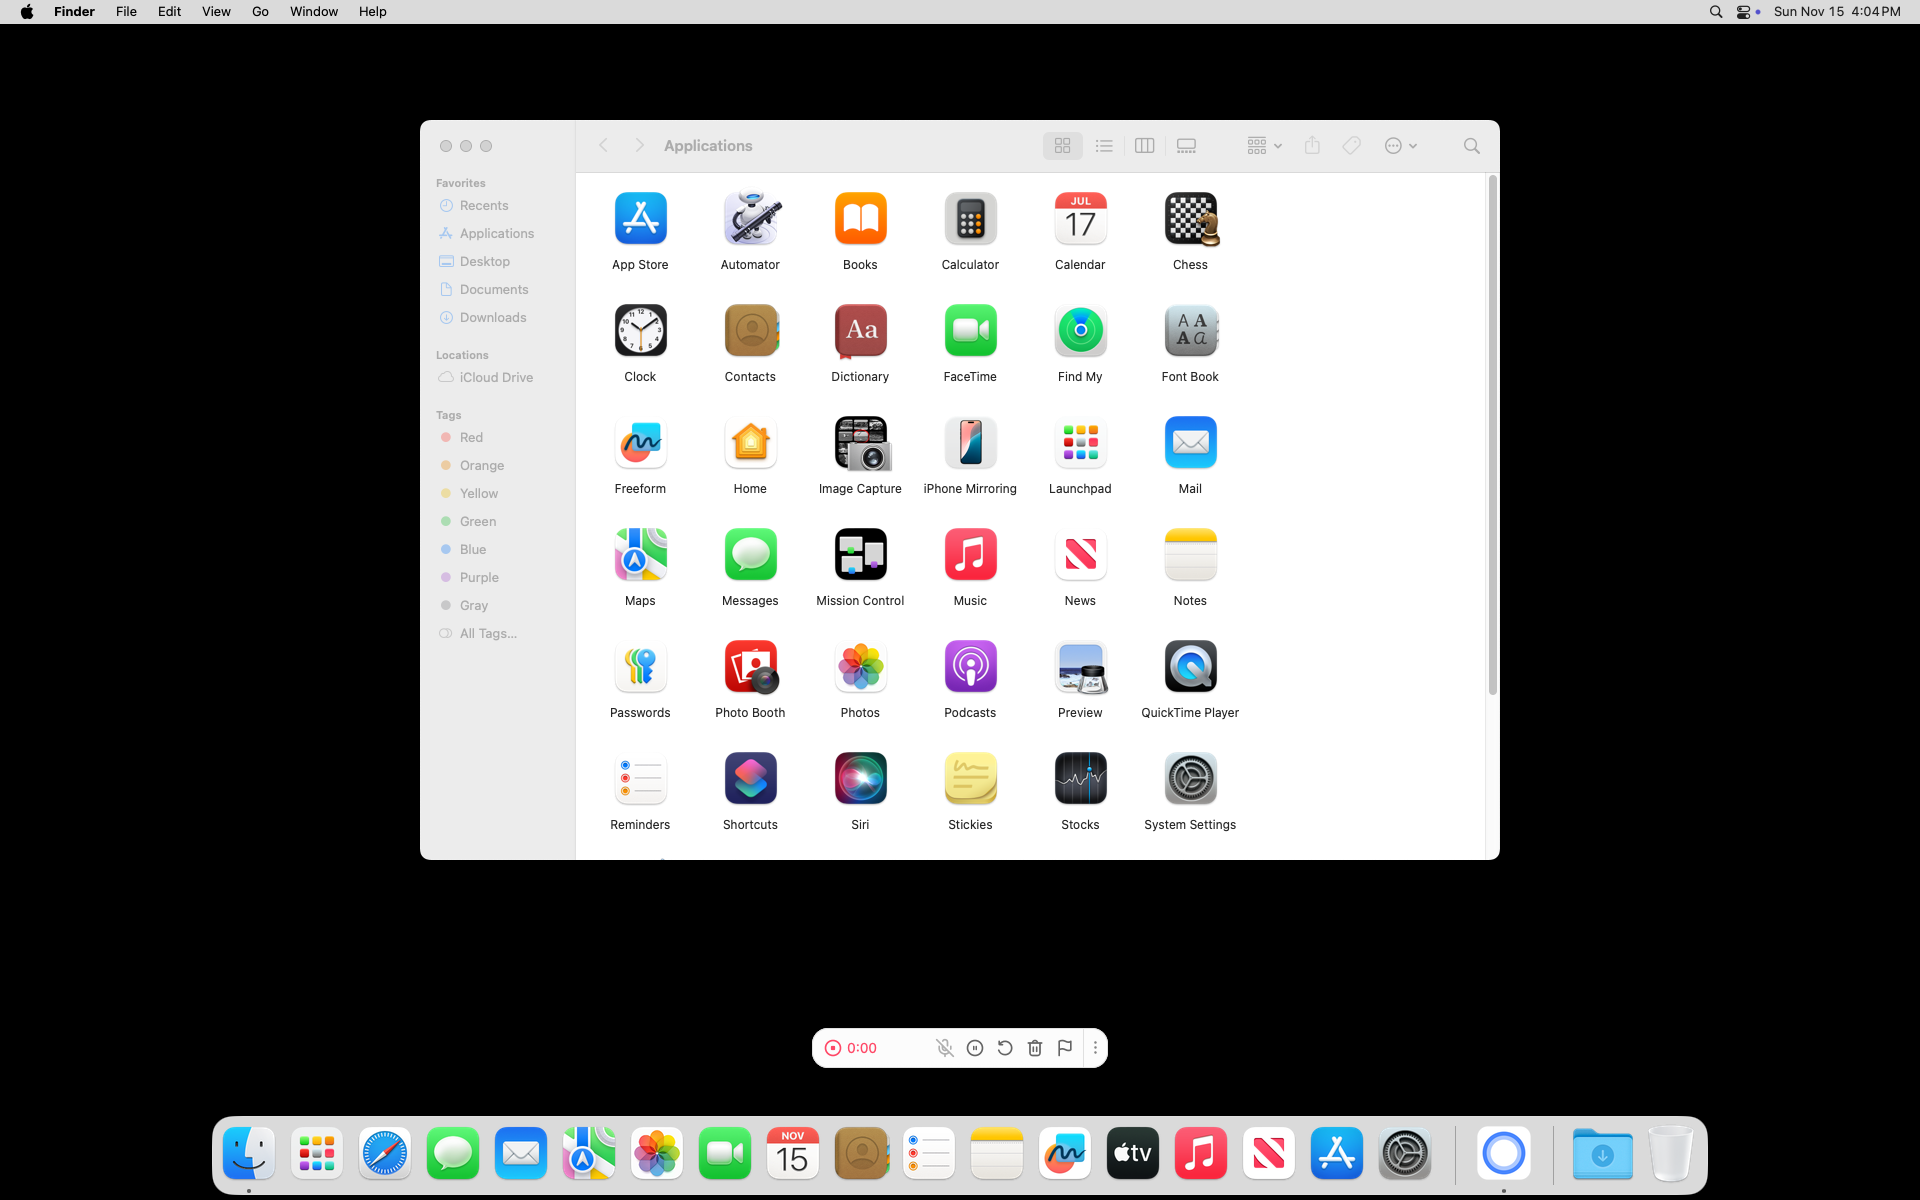 Finder File Edit View Go Window Help
Sun Nov 15 4:04 PM
Applications
Favorites
Recents
Applications
Desktop
Documents
Downloads
Locations
iCloud Drive
Tags
Red
Orange
Yellow
Green
Blue
Purple
Gray
All Tags...
JUL
17
App Store Automator Books Calculator Calendar Chess
Aa
Clock Contacts Dictionary FaceTime Find My Font Book
Freeform Home Image Capture iPhone Mirroring Launchpad Mail
Maps Messages Mission Control Music News Notes
Passwords Photo Booth Photos Podcasts Preview QuickTime Player
Reminders Shortcuts Siri Stickies Stocks System Settings
0:00
NOV
15
tv